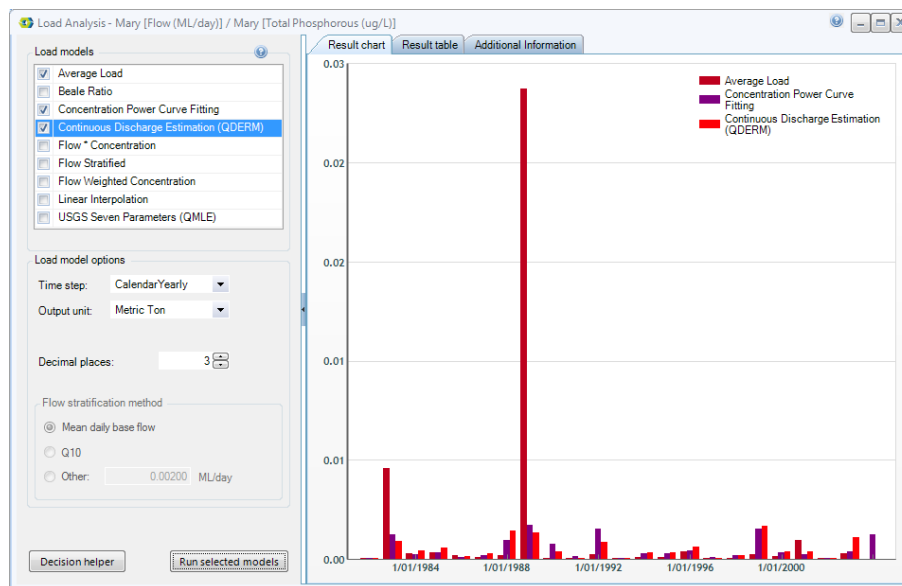 Load Analysis - Mary [Flow (ML/day)] / Mary [Total Phosphorous (ug/L)]
Load models
Average Load
Beale Ratio
Concentration Power Curve Fitting
Continuous Discharge Estimation (QDERM)
Flow * Concentration
Flow Stratified
Flow Weighted Concentration
Linear Interpolation
USGS Seven Parameters (QMLE)
Load model options
Time step: CalendarYearly
Output unit: Metric Ton
Decimal places: 3
Flow stratification method
Mean daily base flow
Q10
Other: 0.00200 ML/day
Decision helper Run selected models
Result chart Result table Additional Information
0.03
0.02
0.02
0.01
0.01
0.00
Average Load
Concentration Power Curve
Fitting
Continuous Discharge Estimation
(QDERM)
1/01/1984 1/01/1988 1/01/1992 1/01/1996 1/01/2000